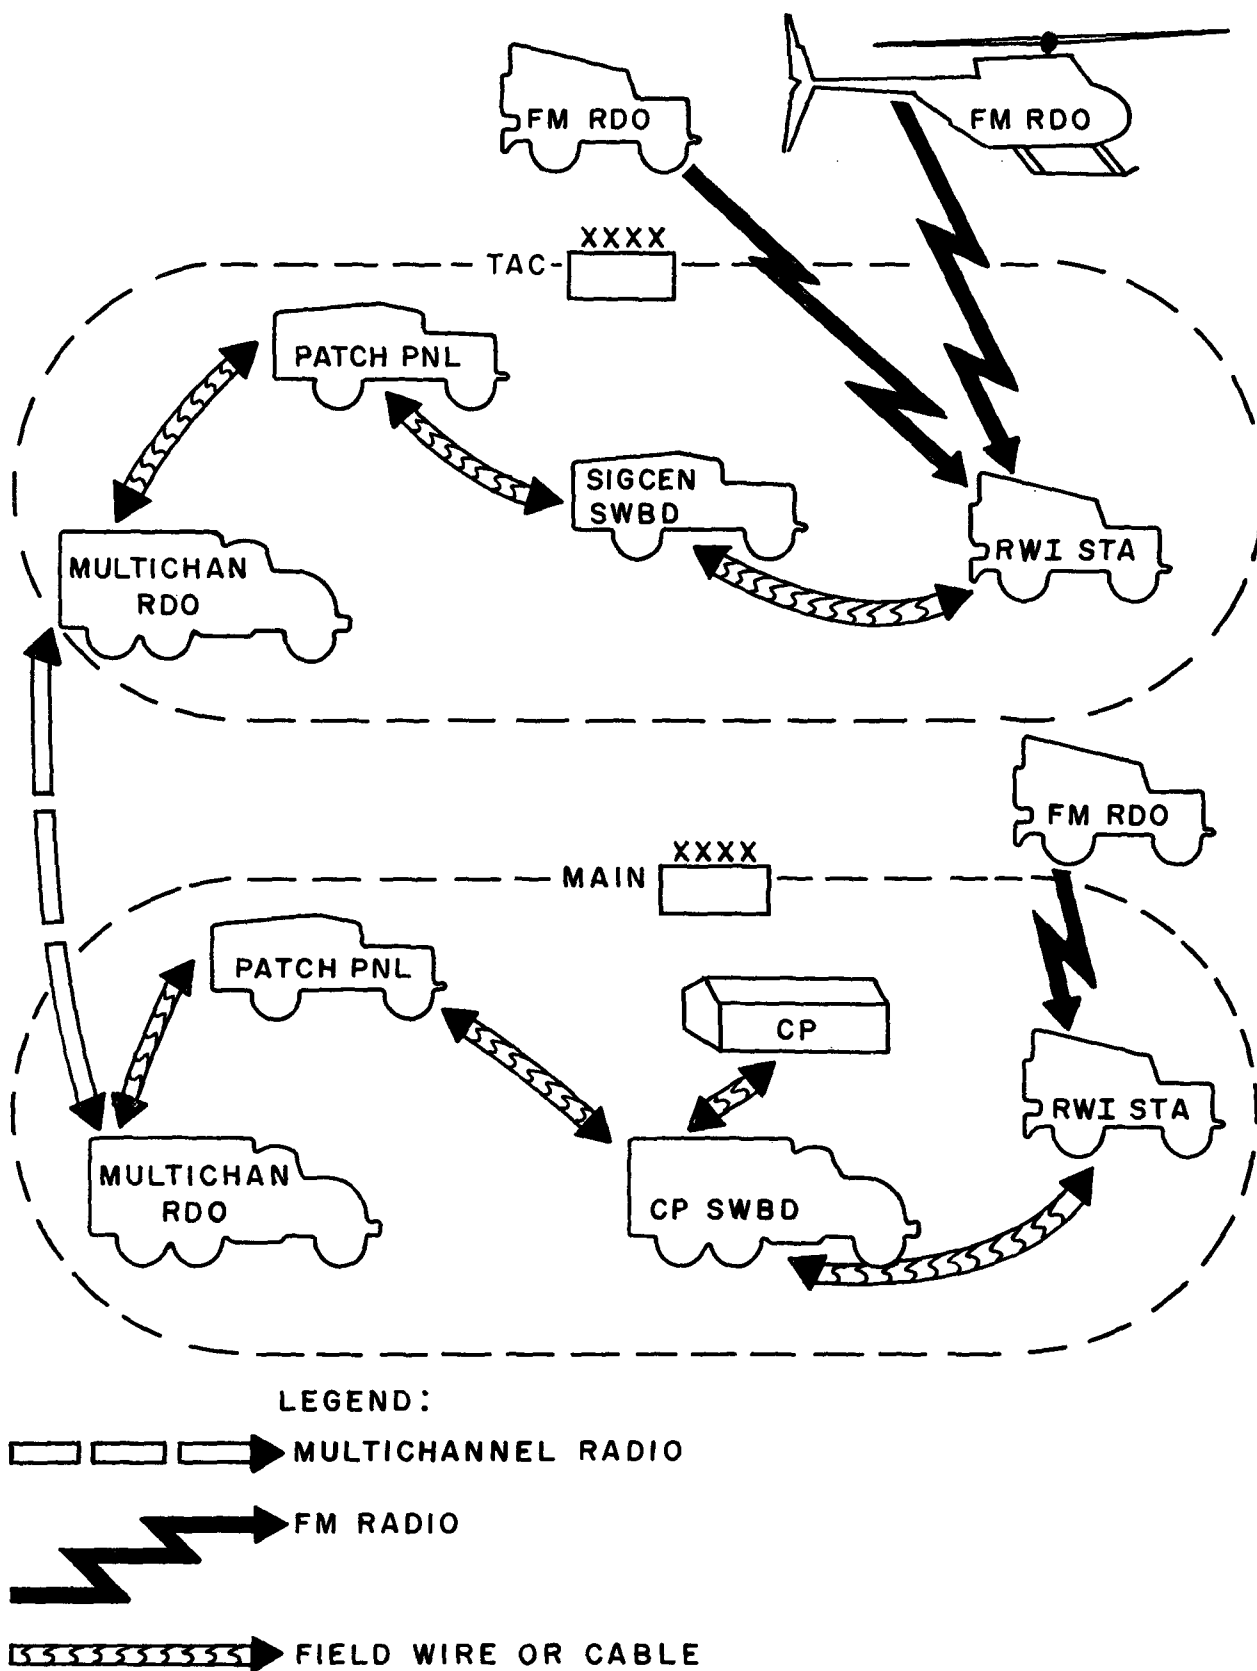 FM RDO
FM RDO
XXXX
TAC
PATCH PNL
SIGCEN
SWBD
MULTICHAN
RDO
RWI STA
FM RDO
XXXX
MAIN
PATCH PNL
CP
RWI STA
MULTICHAN
RDO
CP SWBD
LEGEND:
MULTICHANNEL RADIO
FM RADIO
FIELD WIRE OR CABLE